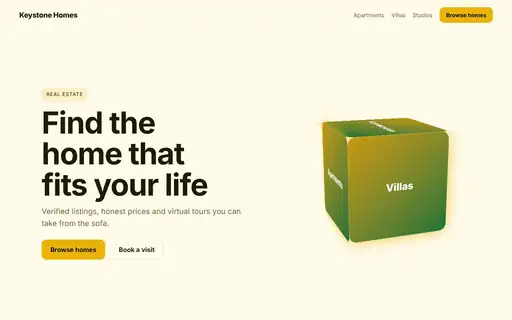 Keystone Homes
Apartments Villas Studios Browse homes
REAL ESTATE
Find the
home that
fits your life
Verified listings, honest prices and virtual tours you can
take from the sofa.
Browse homes Book a visit
Villas